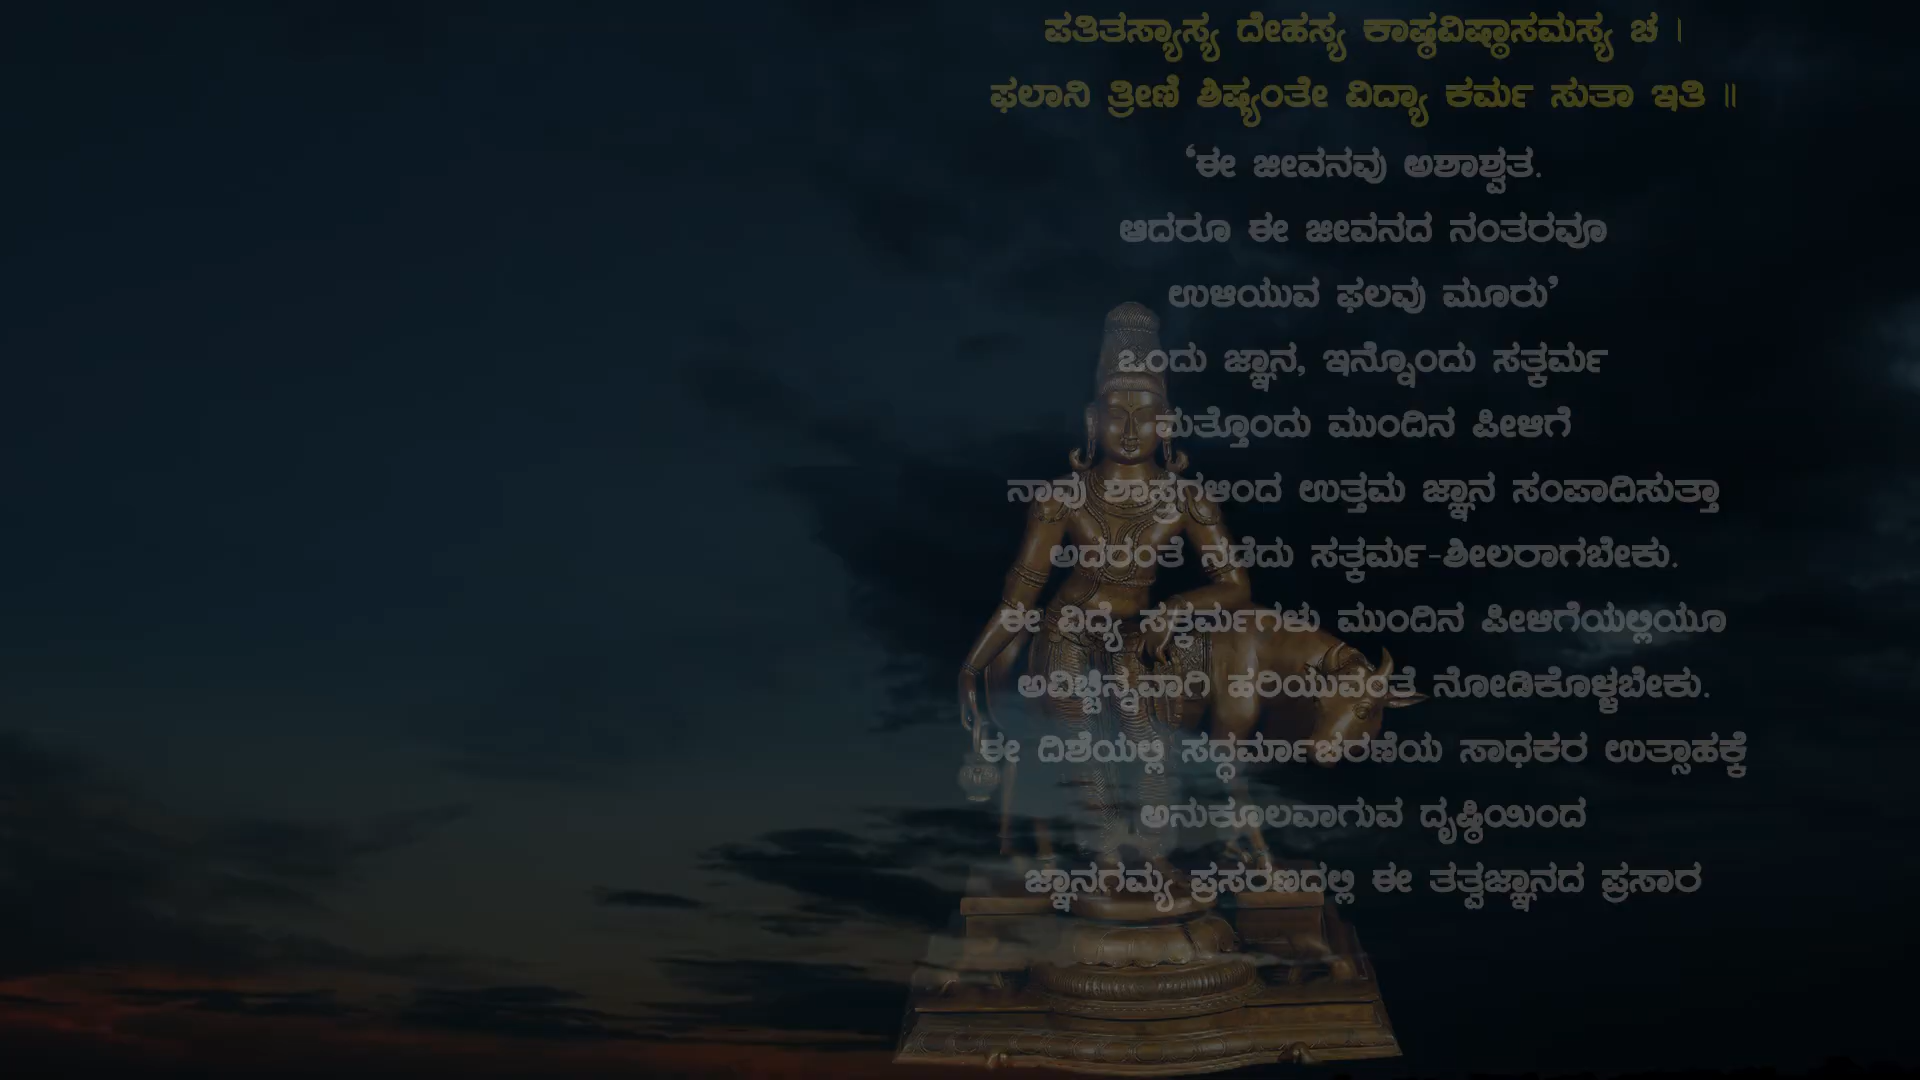 ಪತಿತಸ್ಯಾಸ್ಯ ದೇಹಸ್ಯ ಕಾಷ್ಠವಿಷ್ಠಾಸಮಸ್ಯ ಚ ।
ಫಲಾನಿ ತ್ರೀಣಿ ಶಿಷ್ಯಂತೇ ವಿದ್ಯಾ ಕರ್ಮ ಸುತಾ ಇತಿ ॥
‘ಈ ಜೀವನವು ಅಶಾಶ್ವತ.
ಆದರೂ ಈ ಜೀವನದ ನಂತರವೂ
ಉಳಿಯುವ ಫಲವು ಮೂರು’
ಒಂದು ಜ್ಞಾನ, ಇನ್ನೊಂದು ಸತ್ಕರ್ಮ
ಮತ್ತೊಂದು ಮುಂದಿನ ಪೀಳಿಗೆ
ನಾವು ಶಾಸ್ತ್ರಗಳಿಂದ ಉತ್ತಮ ಜ್ಞಾನ ಸಂಪಾದಿಸುತ್ತಾ
ಅದರಂತೆ ನಡೆದು ಸತ್ಕರ್ಮ-ಶೀಲರಾಗಬೇಕು.
ಈ ವಿದ್ಯೆ ಸತ್ಕರ್ಮಗಳು ಮುಂದಿನ ಪೀಳಿಗೆಯಲ್ಲಿಯೂ
ಅವಿಚ್ಛಿನ್ನವಾಗಿ ಹರಿಯುವಂತೆ ನೋಡಿಕೊಳ್ಳಬೇಕು.
ಈ ದಿಶೆಯಲ್ಲಿ ಸದ್ಧರ್ಮಾಚರಣೆಯ ಸಾಧಕರ ಉತ್ಸಾಹಕ್ಕೆ
ಅನುಕೂಲವಾಗುವ ದೃಷ್ಠಿಯಿಂದ
ಜ್ಞಾನಗಮ್ಯ ಪ್ರಸರಣದಲ್ಲಿ ಈ ತತ್ವಜ್ಞಾನದ ಪ್ರಸಾರ